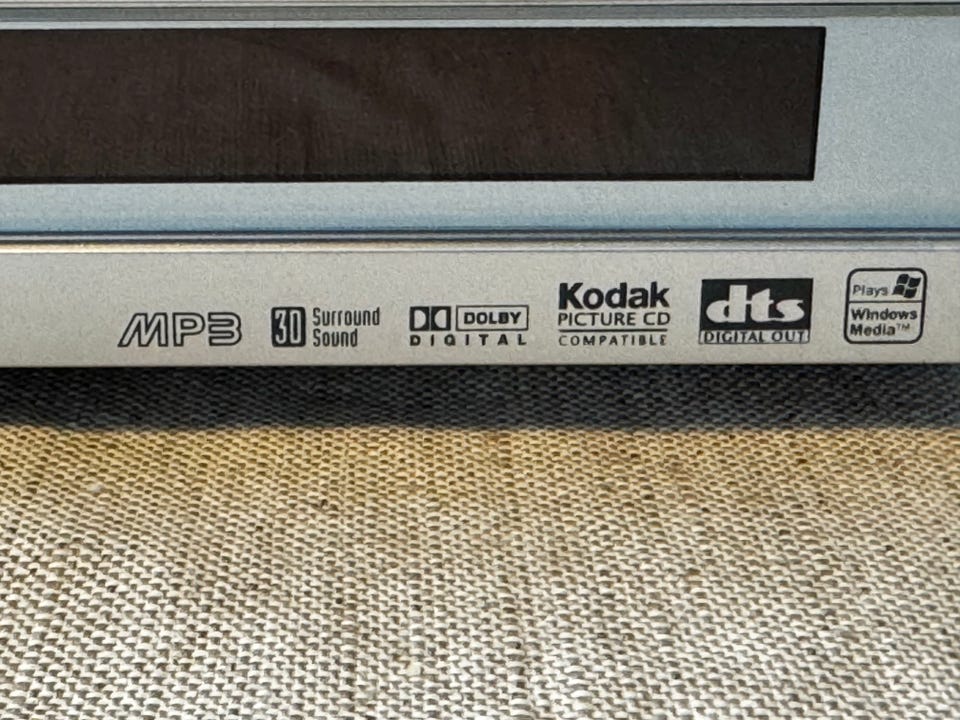 MP3
3D Surround
Sound
DOLBY
DIGITAL
Kodak
PICTURE CD
COMPATIBLE
dts
DIGITAL OUT
Plays
Windows
Media™